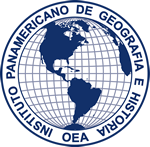 INSTITUTO PANAMERICANO DE GEOGRAFIA E HISTORIA
OEA